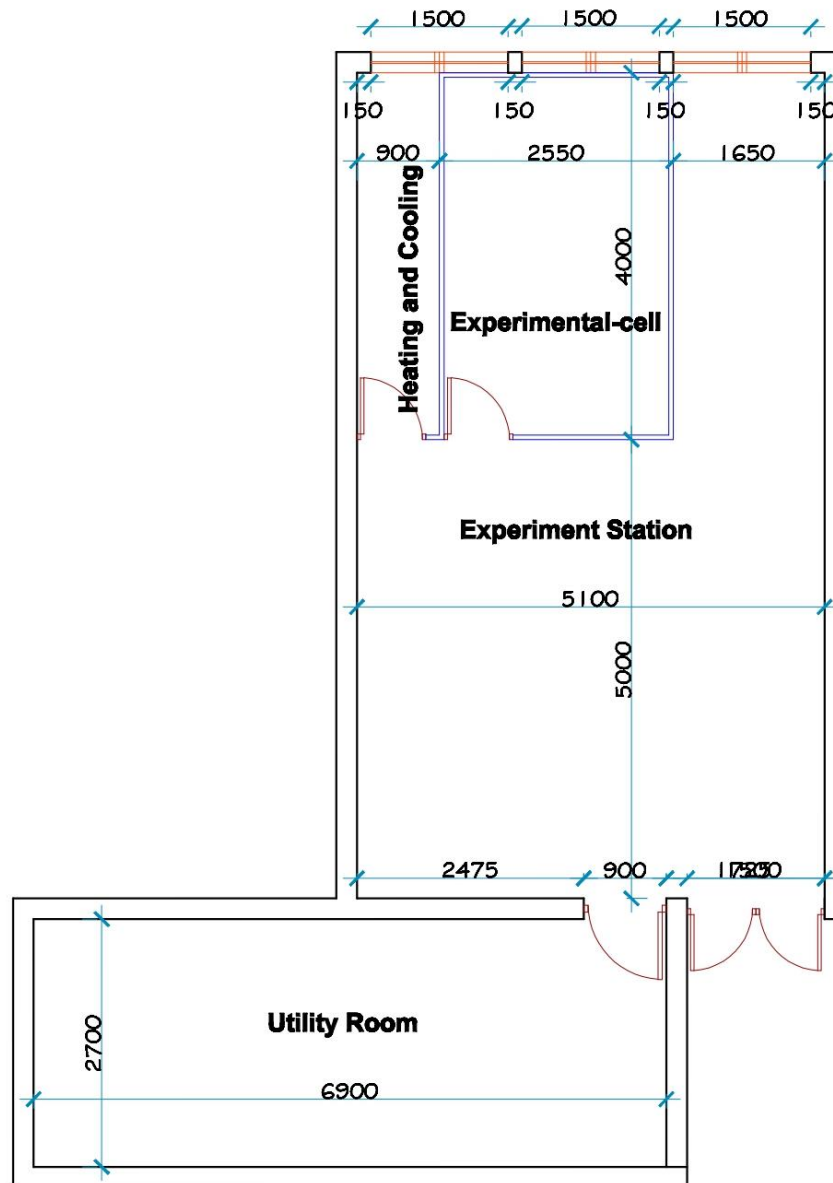 1500 1500 1500
150 150 150 150
900 2550 1650
Heating and Cooling
4000
Experimental-cell
Experiment Station
5100
5000
2475 900
Utility Room
2700
6900